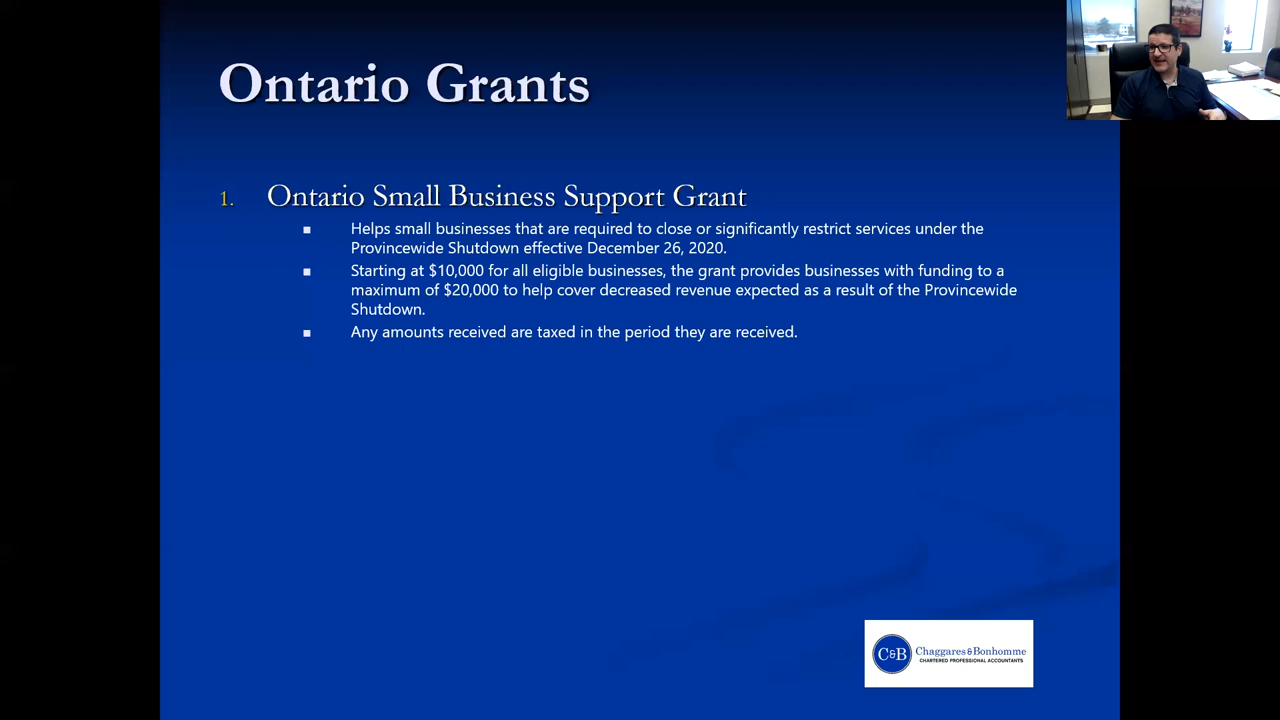 Ontario Grants
1. Ontario Small Business Support Grant
Helps small businesses that are required to close or significantly restrict services under the
Provincewide Shutdown effective December 26, 2020.
Starting at $10,000 for all eligible businesses, the grant provides businesses with funding to a
maximum of $20,000 to help cover decreased revenue expected as a result of the Provincewide
Shutdown.
Any amounts received are taxed in the period they are received.
C&B
Chaggares & Bonhomme
CHARTERED PROFESSIONAL ACCOUNTANTS